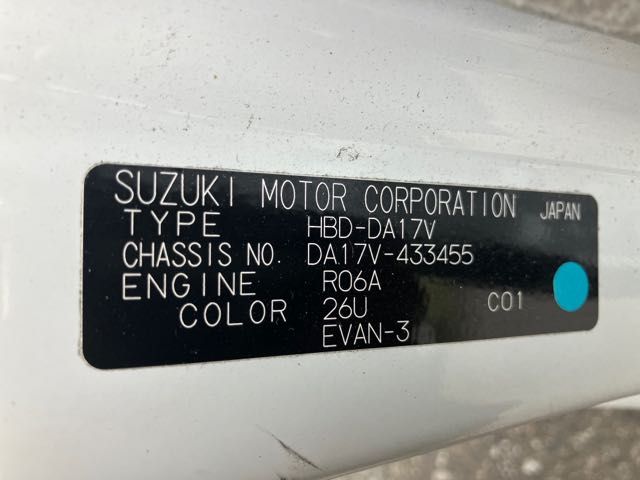 SUZUKI MOTOR CORPORATION JAPAN
TYPE HBD-DA17V
CHASSIS NO. DA17V-433455
ENGINE R06A
COLOR 26U C01
EVAN-3